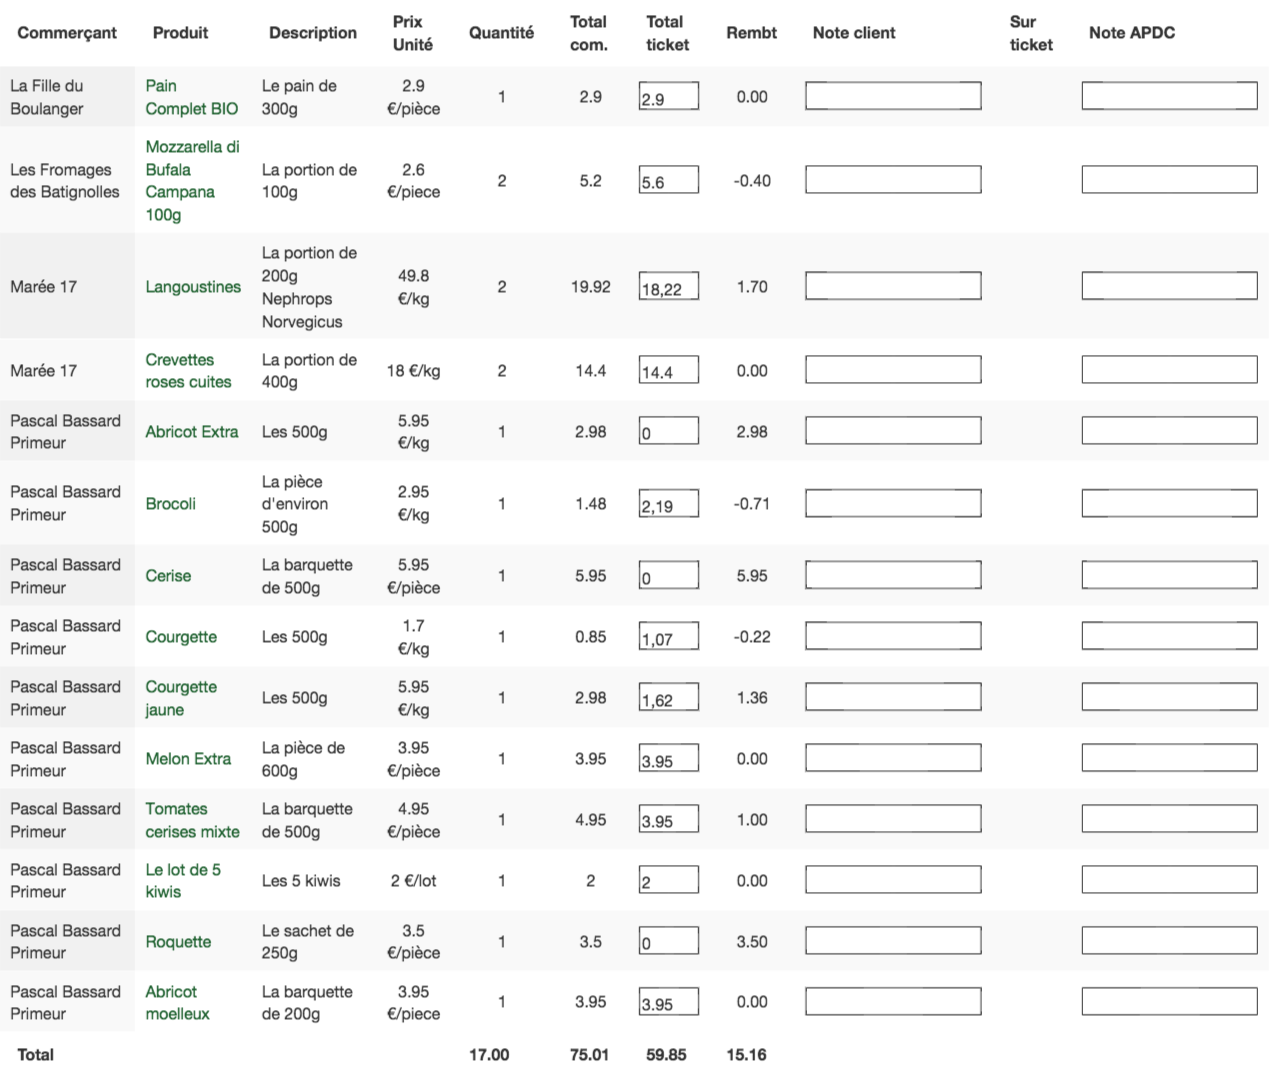 Commerçant Produit Description Prix Unité Quantité Total com. Total ticket Rembt Note client Sur ticket Note APDC
La Fille du Boulanger Pain Complet BIO Le pain de 300g 2.9 €/pièce 1 2.9 2.9 0.00
Les Fromages des Batignolles Mozzarella di Bufala Campana 100g La portion de 100g 2.6 €/piece 2 5.2 5.6 -0.40
Marée 17 Langoustines La portion de 200g Nephrops Norvegicus 49.8 €/kg 2 19.92 18,22 1.70
Marée 17 Crevettes roses cuites La portion de 400g 18 €/kg 2 14.4 14.4 0.00
Pascal Bassard Primeur Abricot Extra Les 500g 5.95 €/kg 1 2.98 0 2.98
Pascal Bassard Primeur Brocoli La pièce d'environ 500g 2.95 €/kg 1 1.48 2,19 -0.71
Pascal Bassard Primeur Cerise La barquette de 500g 5.95 €/pièce 1 5.95 0 5.95
Pascal Bassard Primeur Courgette Les 500g 1.7 €/kg 1 0.85 1,07 -0.22
Pascal Bassard Primeur Courgette jaune Les 500g 5.95 €/kg 1 2.98 1,62 1.36
Pascal Bassard Primeur Melon Extra La pièce de 600g 3.95 €/pièce 1 3.95 3.95 0.00
Pascal Bassard Primeur Tomates cerises mixte La barquette de 500g 4.95 €/pièce 1 4.95 3.95 1.00
Pascal Bassard Primeur Le lot de 5 kiwis Les 5 kiwis 2 €/lot 1 2 2 0.00
Pascal Bassard Primeur Roquette Le sachet de 250g 3.5 €/pièce 1 3.5 0 3.50
Pascal Bassard Primeur Abricot moelleux La barquette de 200g 3.95 €/piece 1 3.95 3.95 0.00
Total 17.00 75.01 59.85 15.16